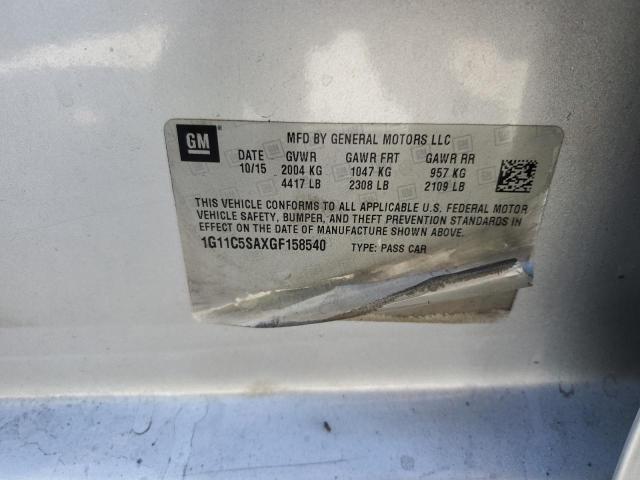 GM
MFD BY GENERAL MOTORS LLC
DATE GVWR GAWR FRT GAWR RR
10/15 2004 KG 1047 KG 957 KG
4417 LB 2308 LB 2109 LB
THIS VEHICLE CONFORMS TO ALL APPLICABLE U.S. FEDERAL MOTOR
VEHICLE SAFETY, BUMPER, AND THEFT PREVENTION STANDARDS IN
EFFECT ON THE DATE OF MANUFACTURE SHOWN ABOVE.
1G11C5SAXGF158540 TYPE: PASS CAR